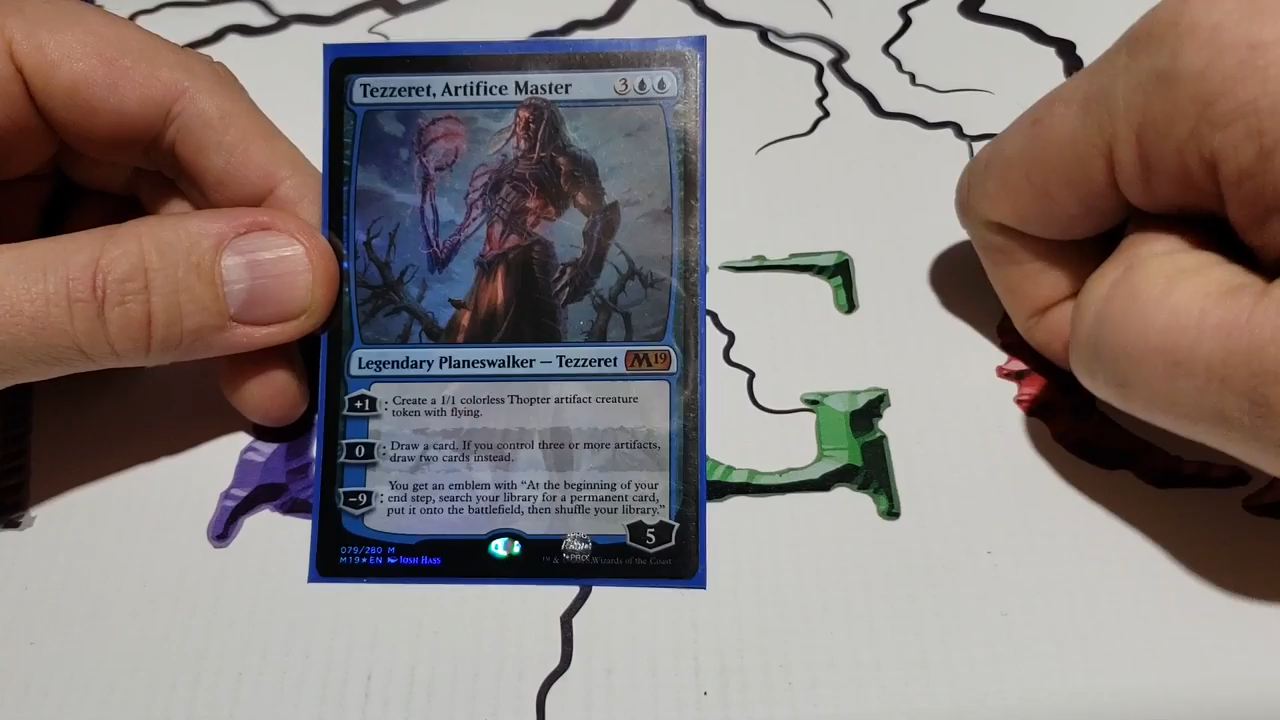 Tezzeret, Artifice Master 3
Legendary Planeswalker — Tezzeret M19
+1 : Create a 1/1 colorless Thopter artifact creature
token with flying.
0 : Draw a card. If you control three or more artifacts,
draw two cards instead.
You get an emblem with “At the beginning of your
end step, search your library for a permanent card,
-9 : put it onto the battlefield, then shuffle your library.”
5
079/280 M
M19★EN Josh Hass
Wizards of the Coast